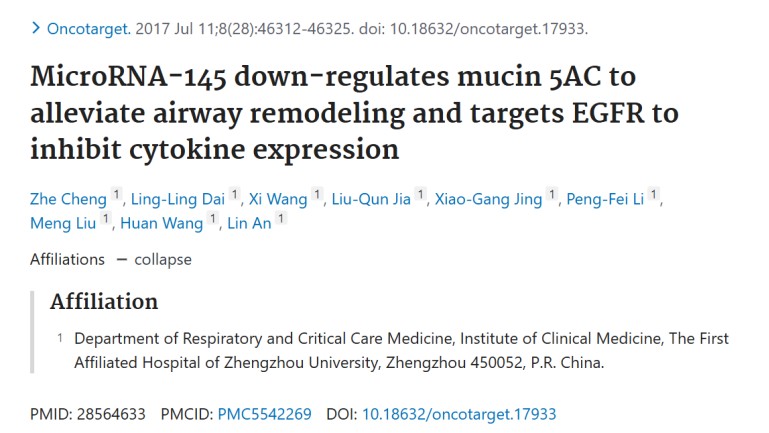 > Oncotarget. 2017 Jul 11;8(28):46312-46325. doi: 10.18632/oncotarget.17933.
MicroRNA-145 down-regulates mucin 5AC to
alleviate airway remodeling and targets EGFR to
inhibit cytokine expression
Zhe Cheng 1, Ling-Ling Dai 1, Xi Wang 1, Liu-Qun Jia 1, Xiao-Gang Jing 1, Peng-Fei Li 1,
Meng Liu 1, Huan Wang 1, Lin An 1
Affiliations — collapse
Affiliation
1 Department of Respiratory and Critical Care Medicine, Institute of Clinical Medicine, The First
Affiliated Hospital of Zhengzhou University, Zhengzhou 450052, P.R. China.
PMID: 28564633 PMCID: PMC5542269 DOI: 10.18632/oncotarget.17933